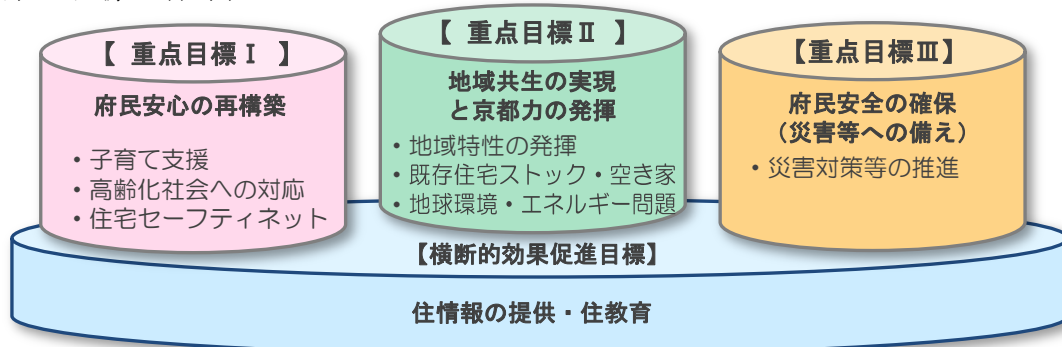 【 重点目標Ⅰ 】
府民安心の再構築
・子育て支援
・高齢化社会への対応
・住宅セーフティネット
【 重点目標Ⅱ 】
地域共生の実現
と京都力の発揮
・地域特性の発揮
・既存住宅ストック・空き家
・地球環境・エネルギー問題
【重点目標Ⅲ】
府民安全の確保
（災害等への備え）
・災害対策等の推進
【横断的効果促進目標】
住情報の提供・住教育